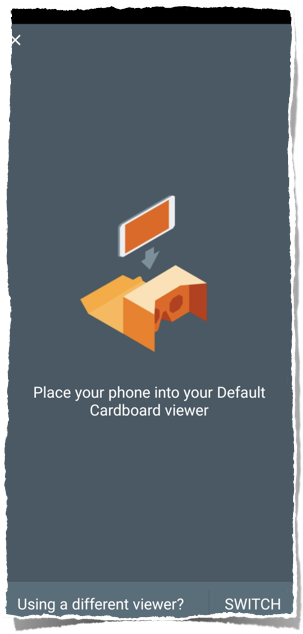 Place your phone into your Default
Cardboard viewer
Using a different viewer? SWITCH